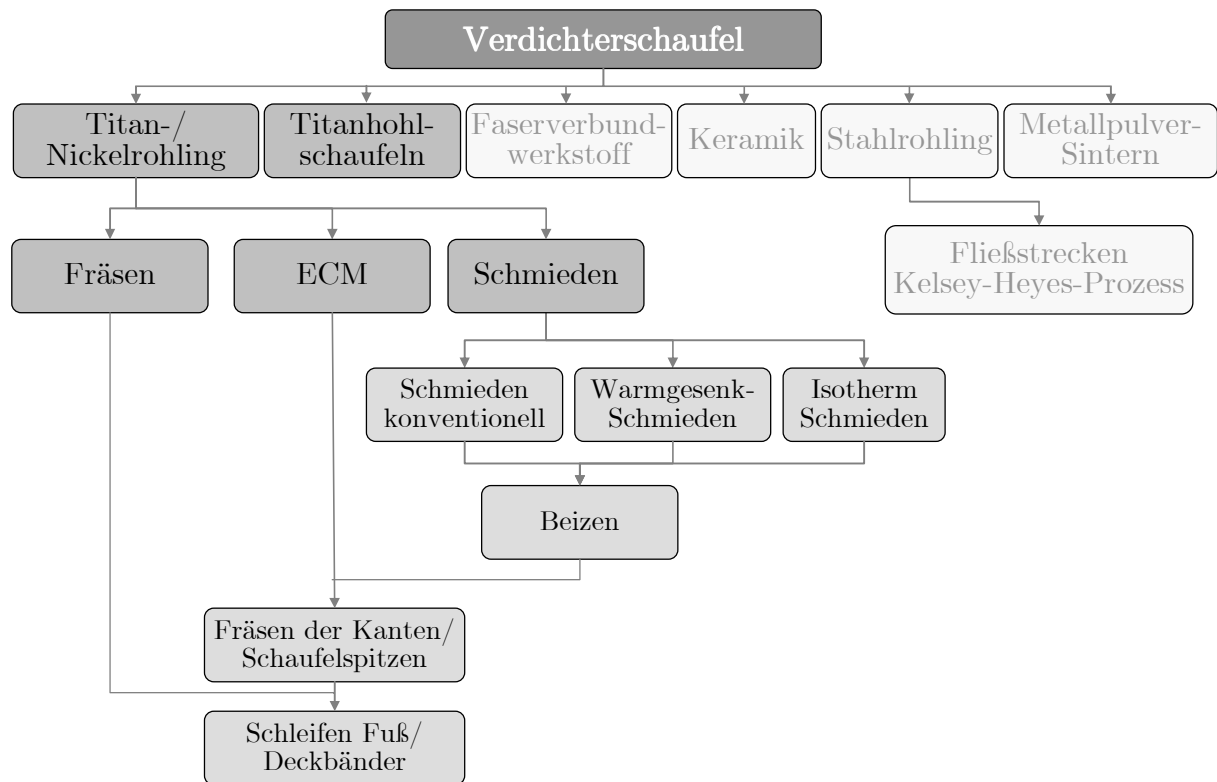 Verdichterschaufel
Titan-/
Nickelrohling
Titanhohl-
schaufeln
Faserverbund-
werkstoff
Keramik
Stahlrohling
Metallpulver-
Sintern
Fräsen
ECM
Schmieden
Fließstrecken
Kelsey-Heyes-Prozess
Schmieden
konventionell
Warmgesenk-
Schmieden
Isotherm
Schmieden
Beizen
Fräsen der Kanten/
Schaufelspitzen
Schleifen Fuß/
Deckbänder